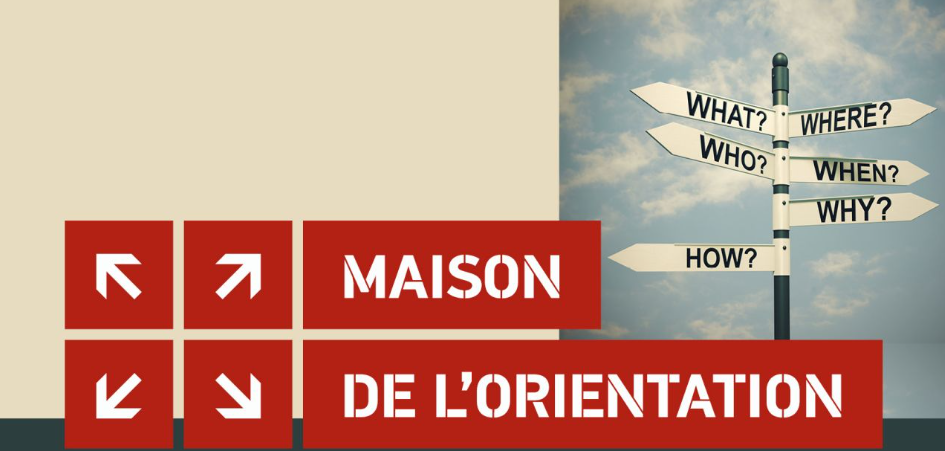 WHAT?
WHERE?
WHO?
WHEN?
WHY?
HOW?
MAISON
DE L'ORIENTATION